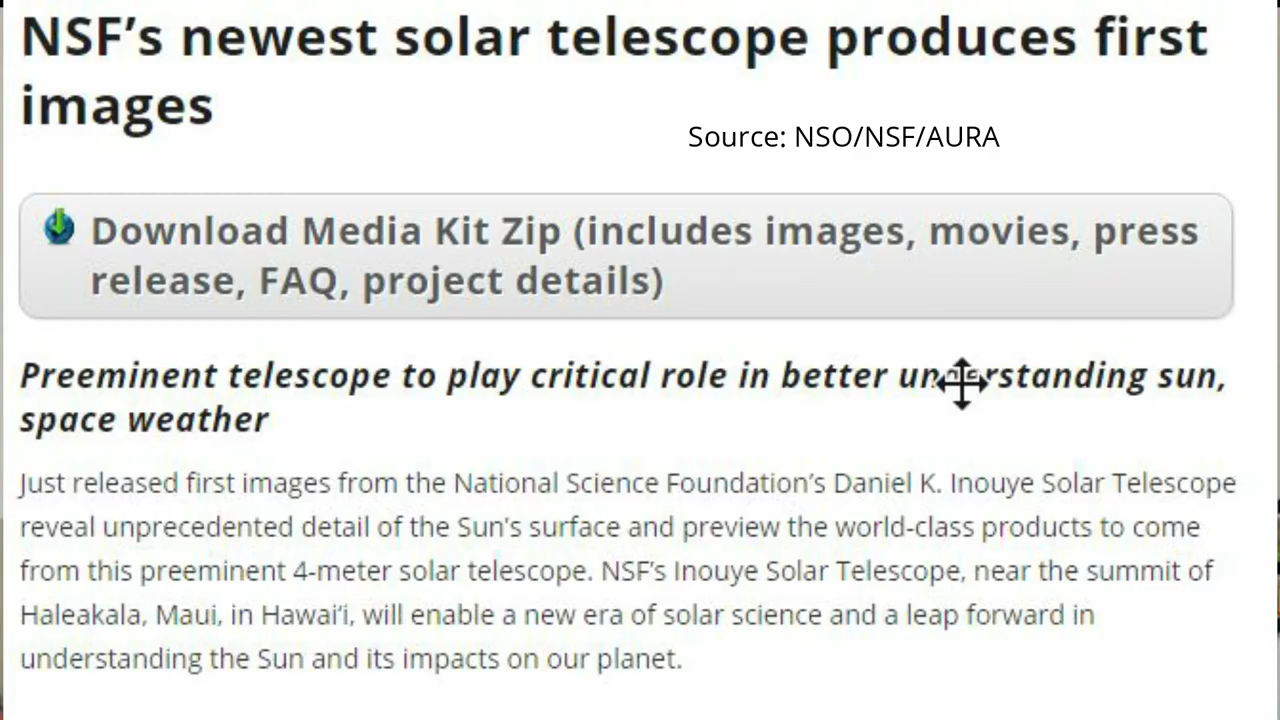 NSF’s newest solar telescope produces first
images
Source: NSO/NSF/AURA
Download Media Kit Zip (includes images, movies, press
release, FAQ, project details)
Preeminent telescope to play critical role in better understanding sun,
space weather
Just released first images from the National Science Foundation’s Daniel K. Inouye Solar Telescope
reveal unprecedented detail of the Sun’s surface and preview the world-class products to come
from this preeminent 4-meter solar telescope. NSF’s Inouye Solar Telescope, near the summit of
Haleakala, Maui, in Hawai‘i, will enable a new era of solar science and a leap forward in
understanding the Sun and its impacts on our planet.